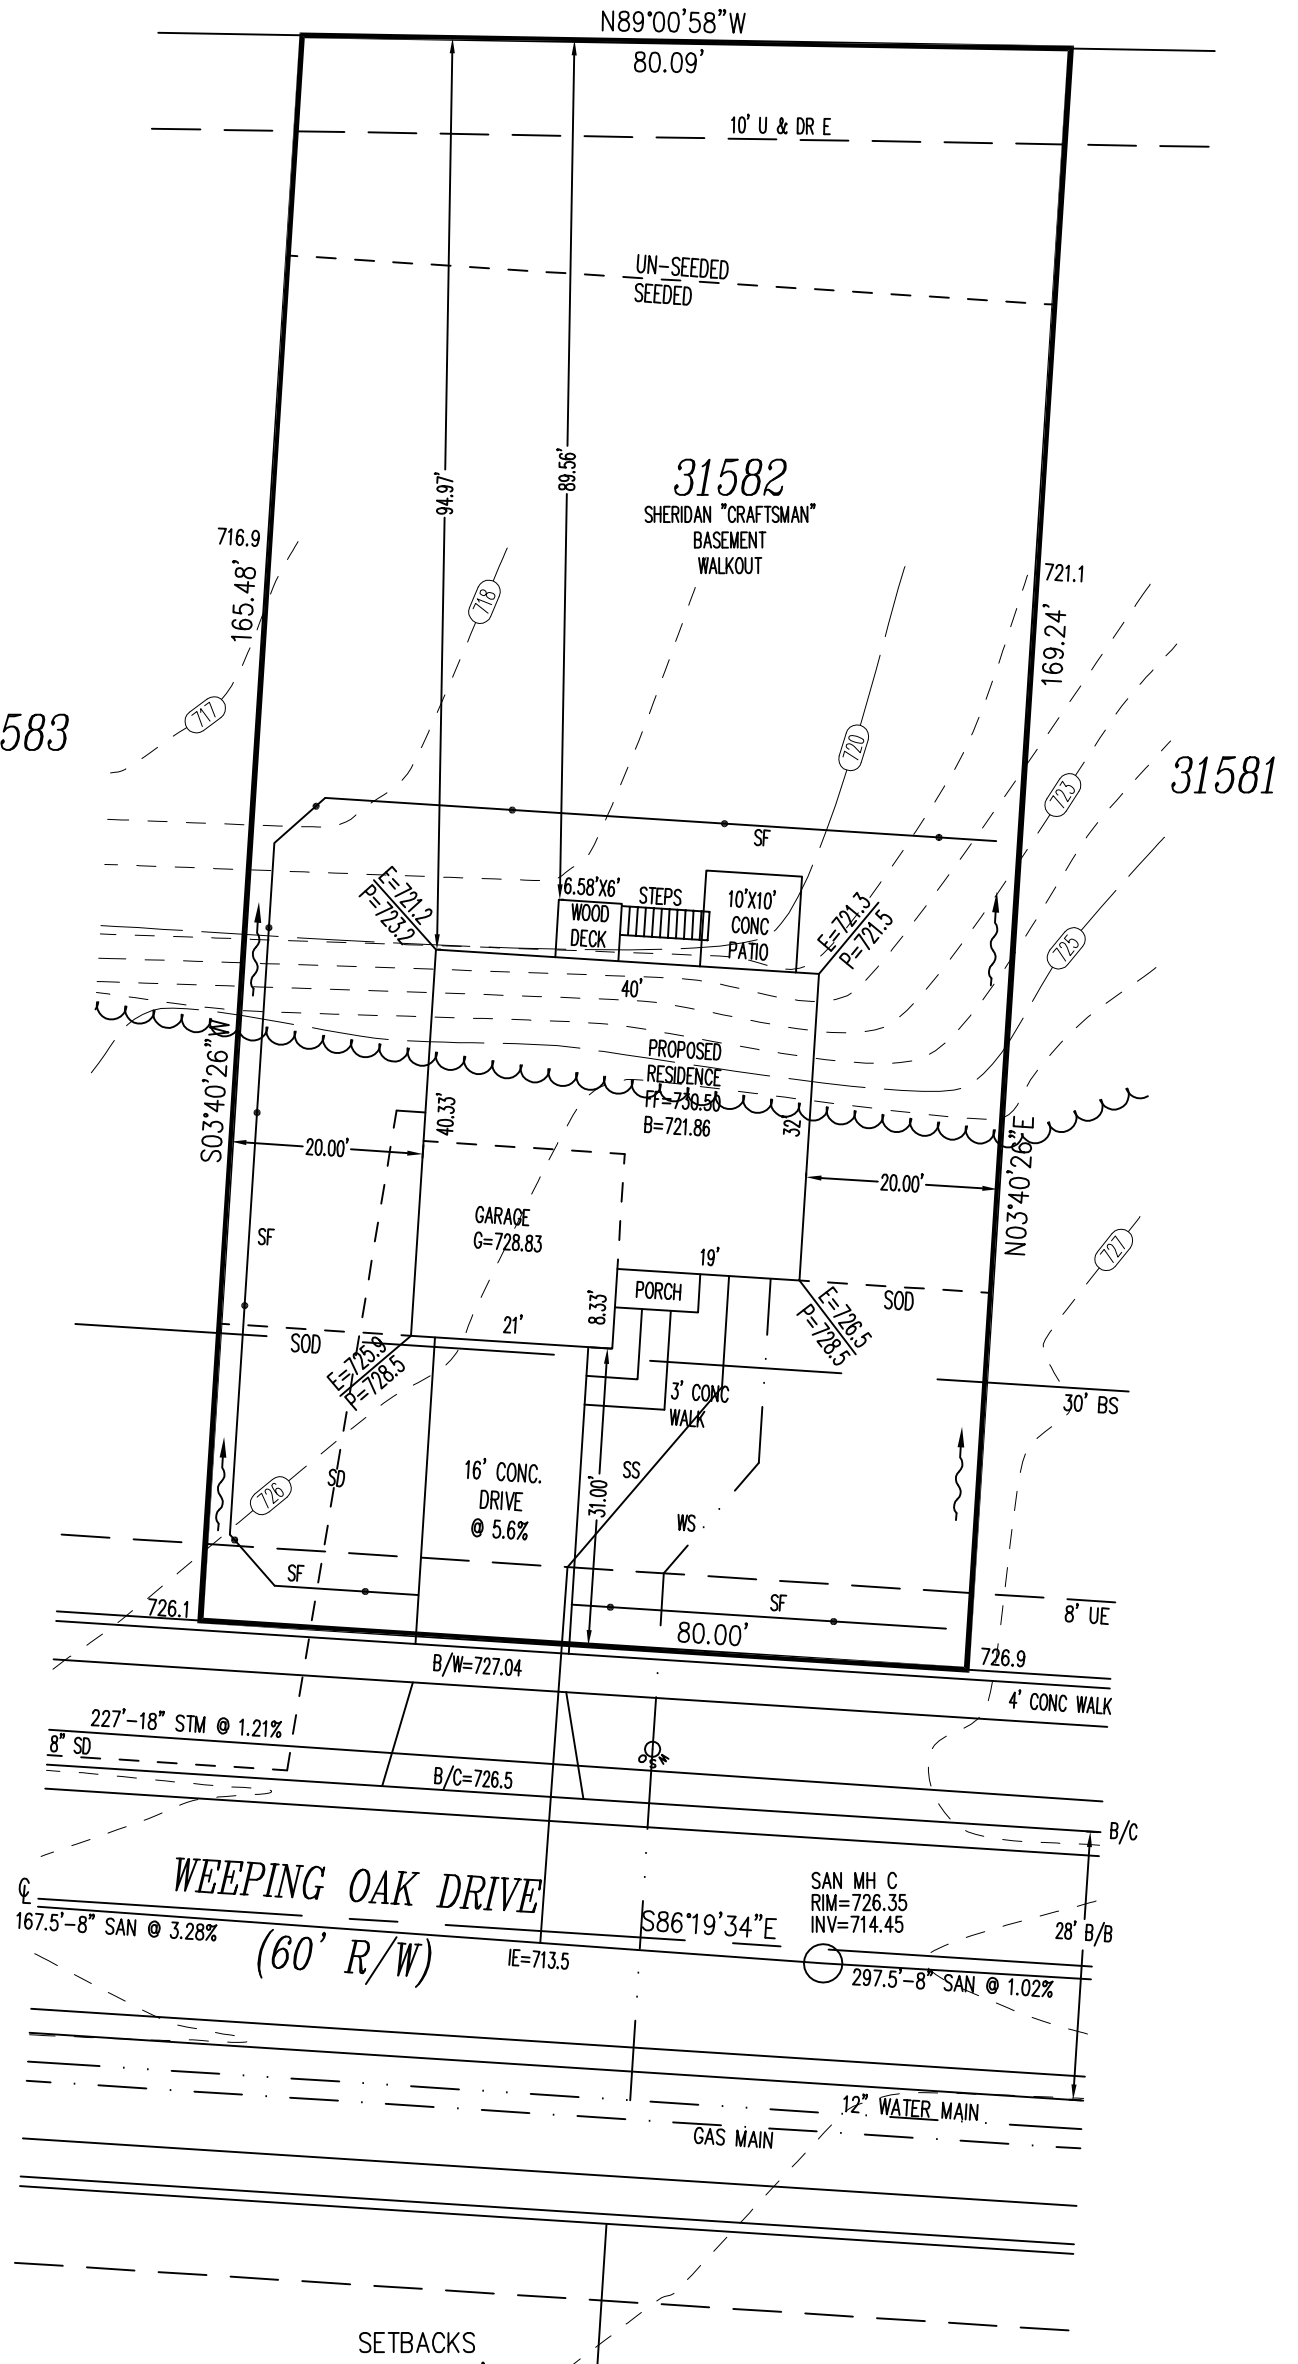 N89°00'58"W
80.09'
10' U & DR E
UN-SEEDED
SEEDED
94.97'
89.56'
31582
SHERIDAN "CRAFTSMAN"
BASEMENT
WALKOUT
716.9
165.48'
718
721.1
169.24'
717
583
720
723
31581
SF
E=721.2
P=723.2
6.58'X6'
WOOD
DECK
STEPS
10'X10'
CONC
PATIO
E=721.3
P=721.5
725
40'
S03°40'26"W
PROPOSED
RESIDENCE
FF=730.50
B=721.86
40.33'
32'
N03°40'26"E
20.00'
20.00'
SF
GARAGE
G=728.83
19'
727
PORCH
8.33'
21'
SOD
SOD
E=726.5
P=728.5
E=725.9
P=728.5
3' CONC
WALK
30' BS
726
SD
16' CONC.
DRIVE
@ 5.6%
31.00'
SS
WS
SF
SF
8' UE
726.1
80.00'
726.9
B/W=727.04
4' CONC WALK
227'-18" STM @ 1.21%
8" SD
WSO
B/C=726.5
B/C
WEEPING OAK DRIVE
(60' R/W)
SAN MH C
RIM=726.35
INV=714.45
℄
167.5'-8" SAN @ 3.28%
S86°19'34"E
28' B/B
IE=713.5
297.5'-8" SAN @ 1.02%
12" WATER MAIN
GAS MAIN
SETBACKS